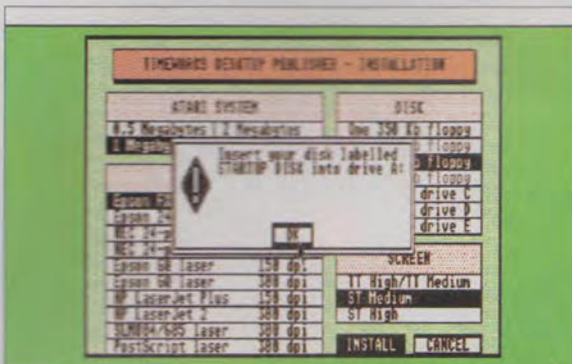 TIMEWORKS DESKTOP PUBLISHER - INSTALLATION
ATARI SYSTEM
0.5 Megabytes 2 Megabytes
1 Megaby
DISK
One 350 Kb floppy
b floppy
b floppy
b floppy
drive C
drive D
drive E
Insert your disk labelled
STARTUP DISK into drive A:
OK
Epson
Epson 24
NEC 24-p
NEC 24-
Epson GQ laser 150 dpi
Epson GQ laser 300 dpi
HP LaserJet Plus 150 dpi
HP LaserJet 2 300 dpi
SLM804/605 laser 300 dpi
PostScript laser 300 dpi
SCREEN
TT High/TT Medium
ST Medium
ST High
INSTALL CANCEL